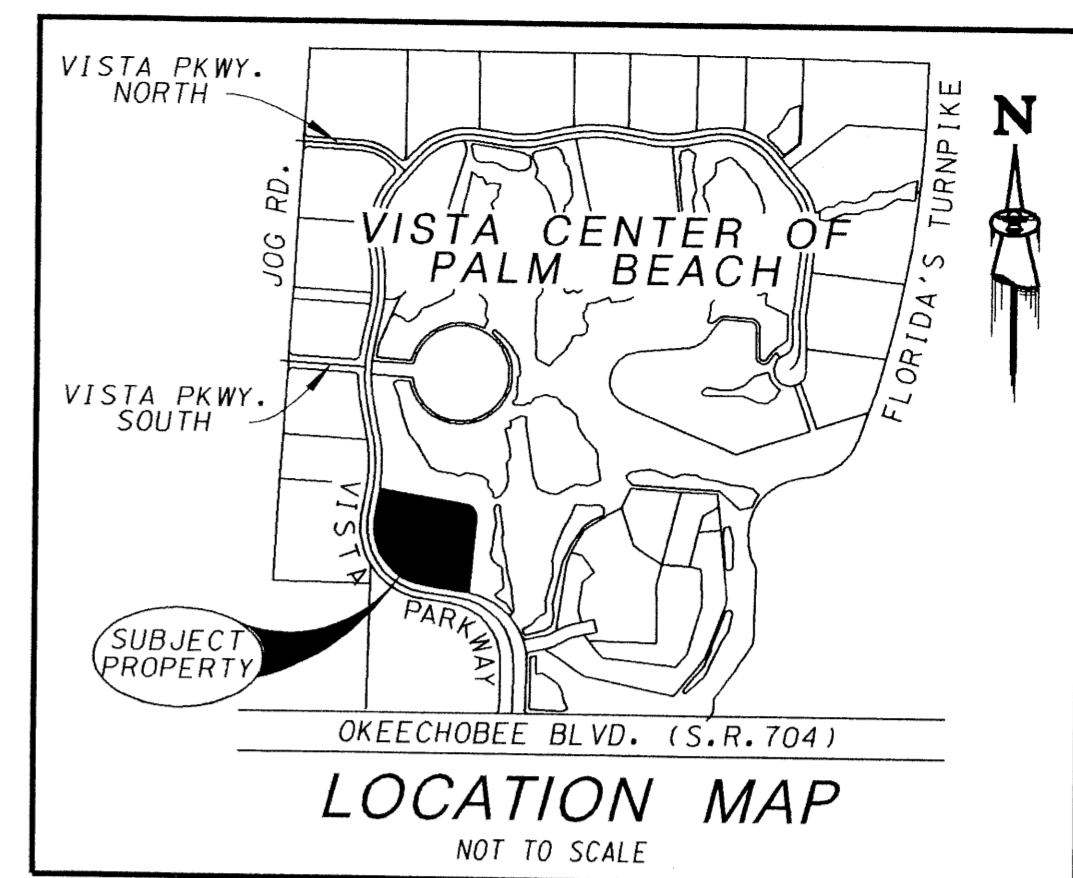 VISTA PKWY.
NORTH
N
JOG RD.
FLORIDA'S TURNPIKE
VISTA CENTER OF
PALM BEACH
VISTA PKWY.
SOUTH
VISTA
PARKWAY
SUBJECT
PROPERTY
OKEECHOBEE BLVD. (S.R.704)
LOCATION MAP
NOT TO SCALE